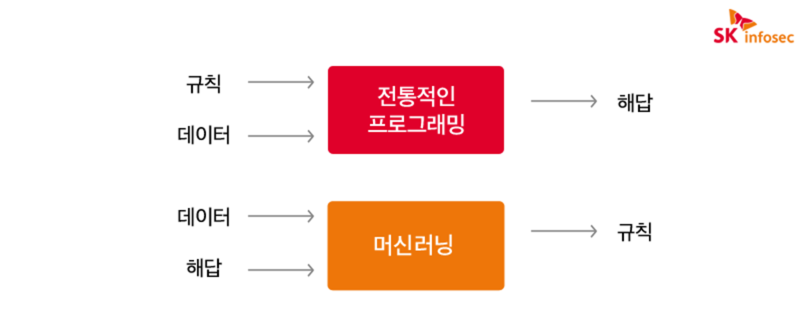 SK infosec
규칙
데이터
전통적인
프로그래밍
해답
데이터
해답
머신러닝
규칙